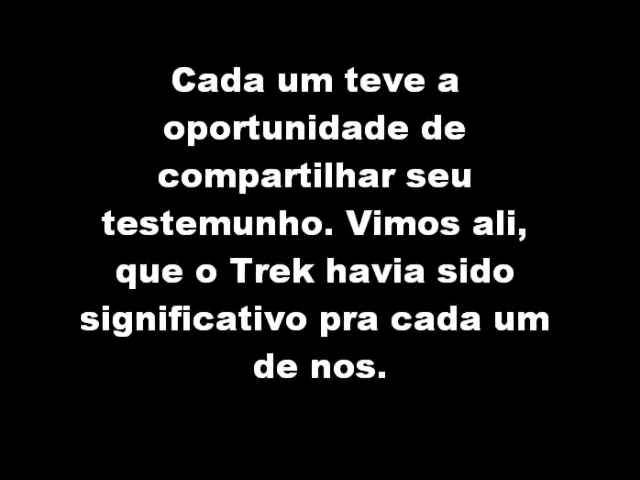 Cada um teve a
oportunidade de
compartilhar seu
testemunho. Vimos ali,
que o Trek havia sido
significativo pra cada um
de nos.